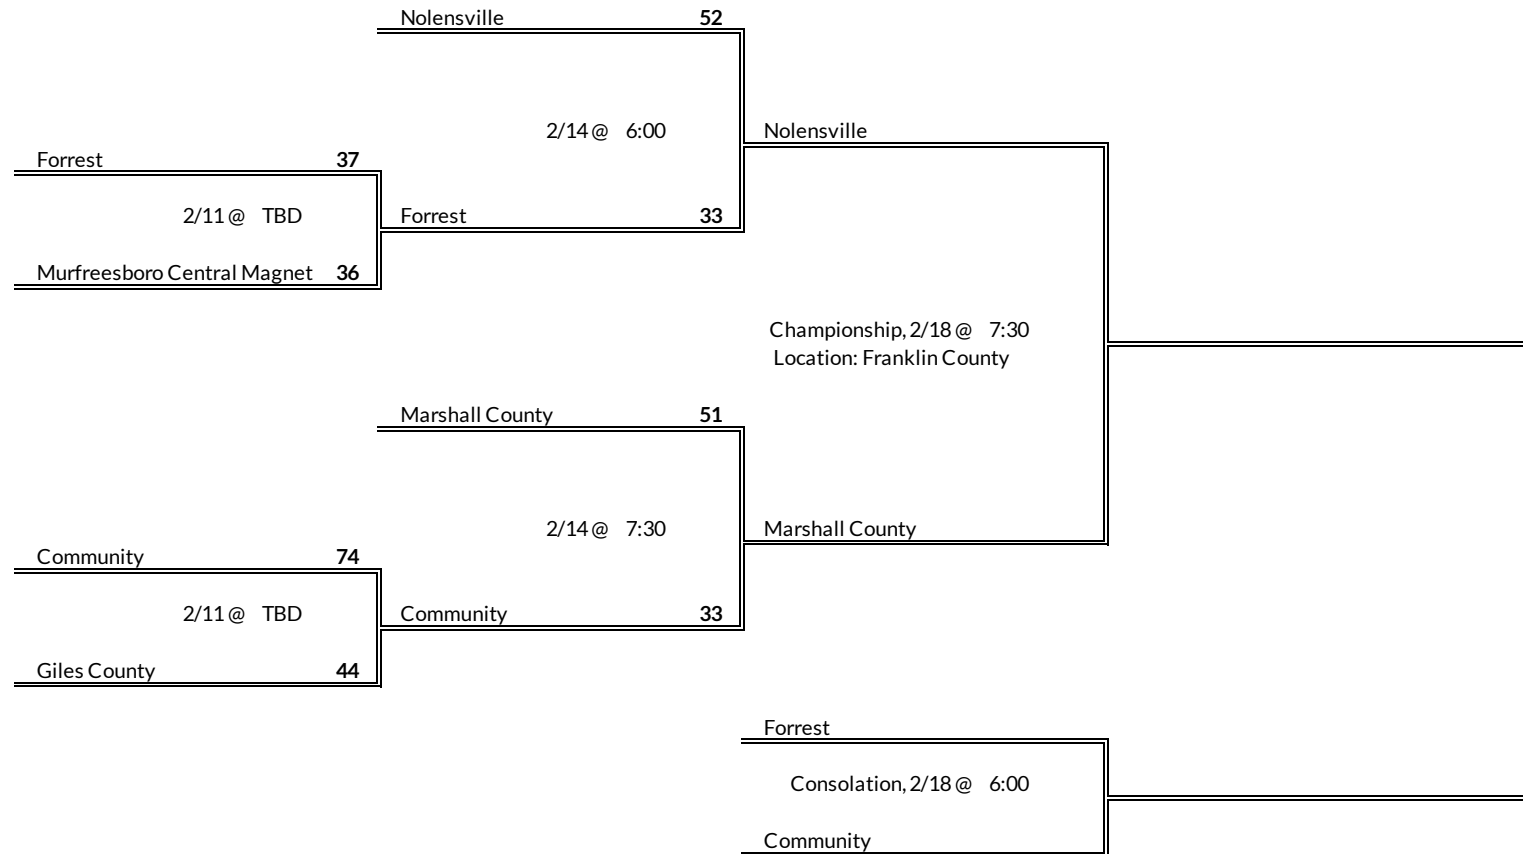 Nolensville 52
2/14 @ 6:00
Nolensville
Forrest 37
2/11 @ TBD
Forrest 33
Murfreesboro Central Magnet 36
Championship, 2/18 @ 7:30
Location: Franklin County
Marshall County 51
2/14 @ 7:30
Marshall County
Community 74
2/11 @ TBD
Community 33
Giles County 44
Forrest
Consolation, 2/18 @ 6:00
Community